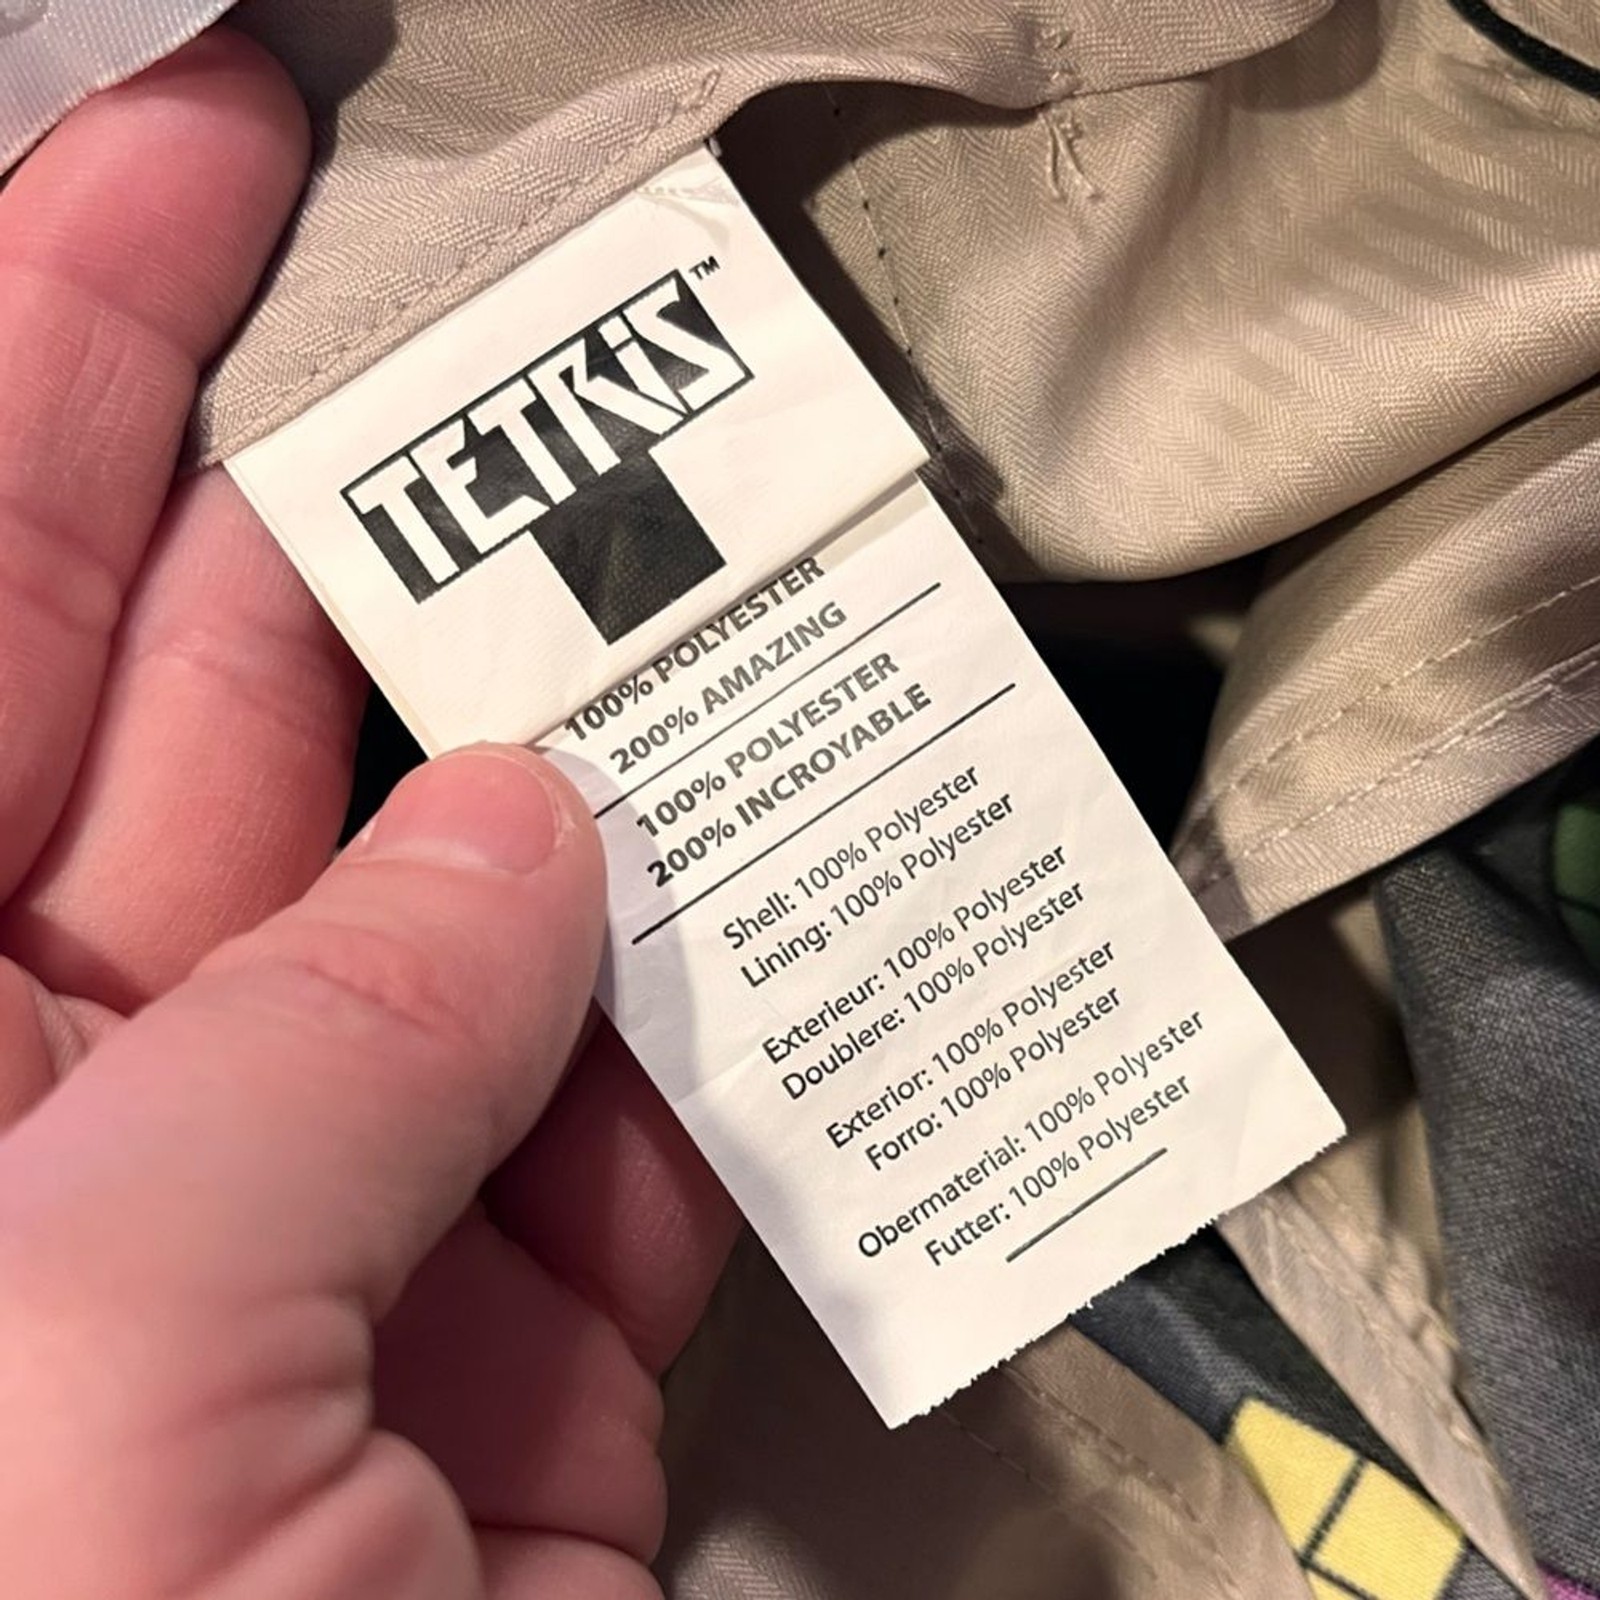 TETRiS™
100% POLYESTER
200% AMAZING
100% POLYESTER
200% INCROYABLE
Shell: 100% Polyester
Lining: 100% Polyester
Exterieur: 100% Polyester
Doublere: 100% Polyester
Exterior: 100% Polyester
Forro: 100% Polyester
Obermaterial: 100% Polyester
Futter: 100% Polyester